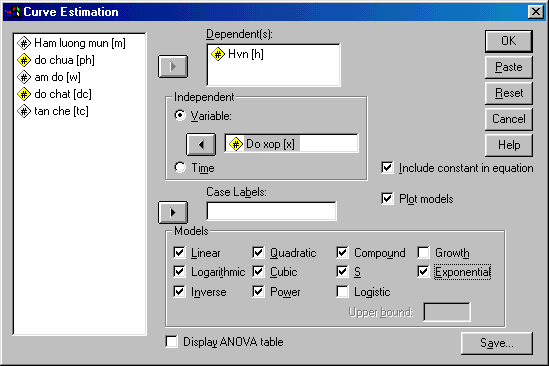 Curve Estimation
Ham luong mun [m]
do chua [ph]
am do [w]
do chat [dc]
tan che [tc]
Dependent(s):
Hvn [h]
Independent
Variable:
Do xop [x]
Time
Case Labels:
OK
Paste
Reset
Cancel
Help
Include constant in equation
Plot models
Models
Linear Quadratic Compound Growth
Logarithmic Cubic S Exponential
Inverse Power Logistic
Upper bound:
Display ANOVA table
Save...